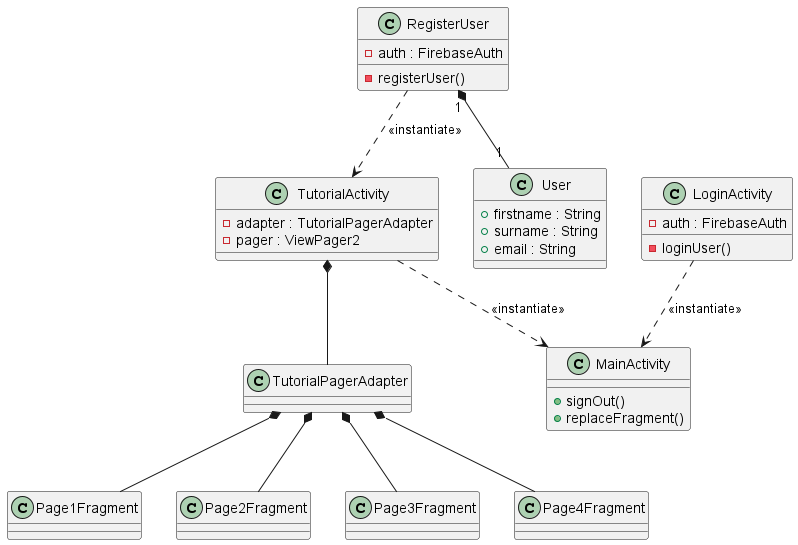 C RegisterUser
auth : FirebaseAuth
registerUser()
1
«instantiate»
1
C TutorialActivity
adapter : TutorialPagerAdapter
pager : ViewPager2
C User
firstname : String
surname : String
email : String
C LoginActivity
auth : FirebaseAuth
loginUser()
«instantiate»
«instantiate»
C TutorialPagerAdapter
C MainActivity
signOut()
replaceFragment()
C Page1Fragment
C Page2Fragment
C Page3Fragment
C Page4Fragment